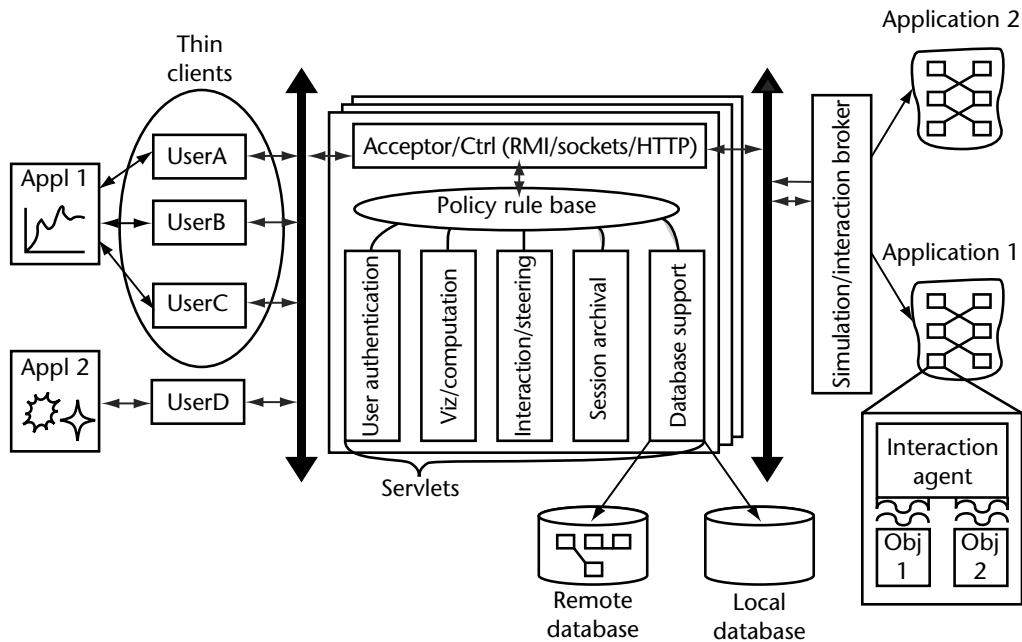 Thin
clients
Appl 1
UserA
UserB
UserC
Appl 2
UserD
Acceptor/Ctrl (RMI/sockets/HTTP)
Policy rule base
User authentication
Viz/computation
Interaction/steering
Session archival
Database support
Servlets
Remote
database
Local
database
Simulation/interaction broker
Application 2
Application 1
Interaction
agent
Obj
1
Obj
2